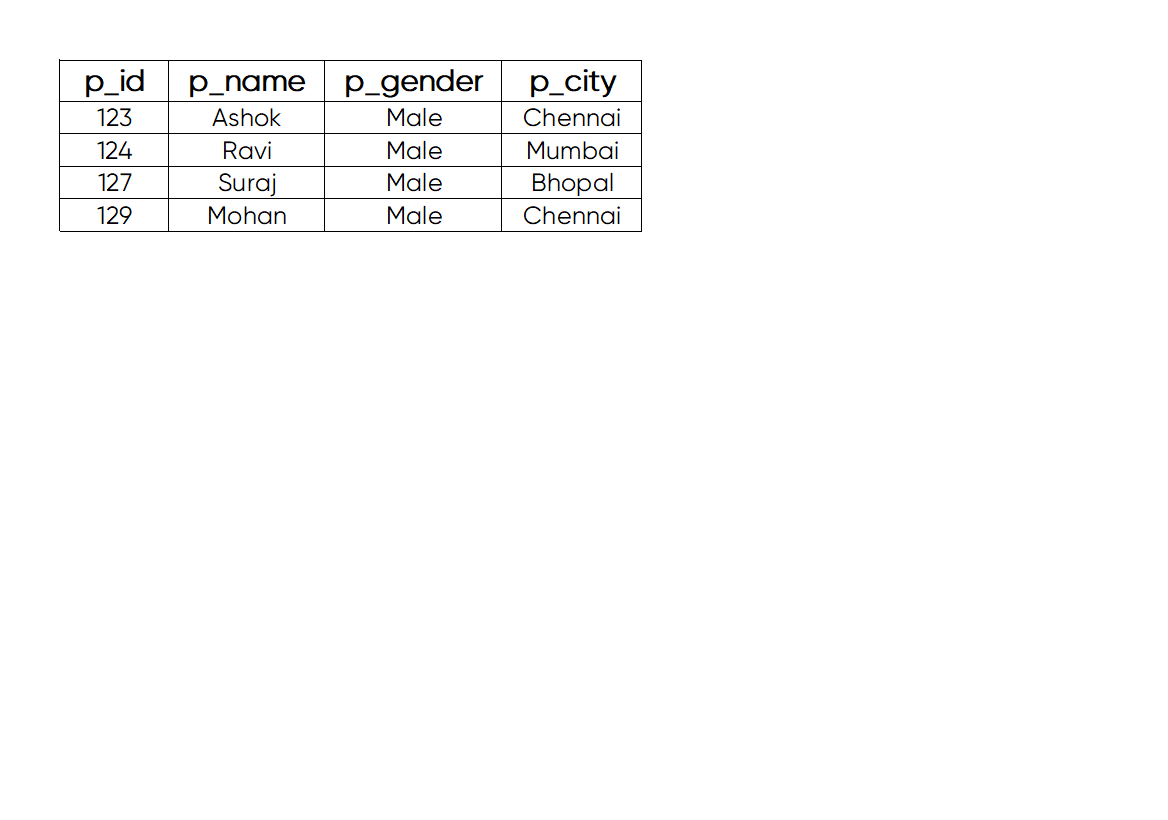 p_id p_name p_gender p_city
123 Ashok Male Chennai
124 Ravi Male Mumbai
127 Suraj Male Bhopal
129 Mohan Male Chennai